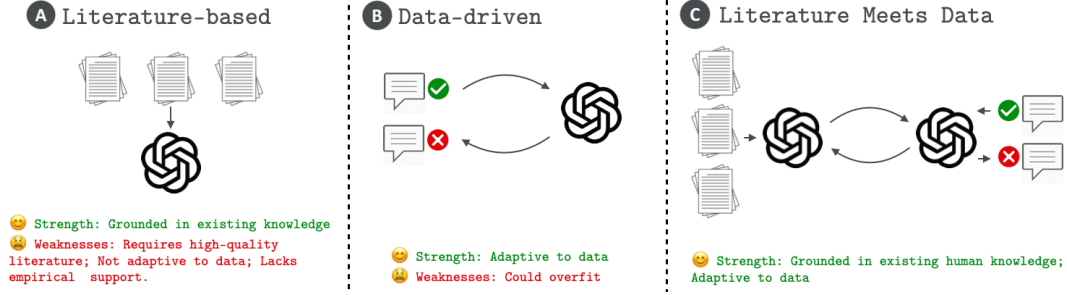 A Literature-based
😊 Strength: Grounded in existing knowledge
😫 Weaknesses: Requires high-quality
literature; Not adaptive to data; Lacks
empirical support.
B Data-driven
😊 Strength: Adaptive to data
😫 Weaknesses: Could overfit
C Literature Meets Data
😊 Strength: Grounded in existing human knowledge;
Adaptive to data